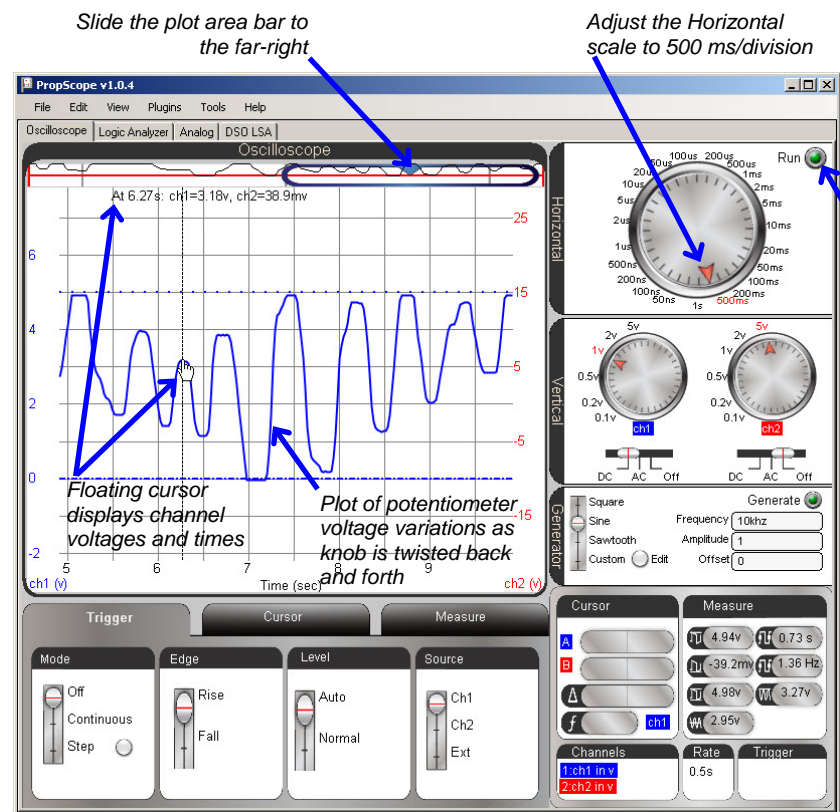 Slide the plot area bar to
the far-right
Adjust the Horizontal
scale to 500 ms/division
PropScope v1.0.4
File Edit View Plugins Tools Help
Oscilloscope Logic Analyzer Analog DSO LSA
Oscilloscope
At 6.27s: ch1=3.18v, ch2=38.9mv
6
4
2
0
-2
25
15
5
-5
-15
5 6 7 8 9
ch1 (v) Time (sec) ch2 (v)
Floating cursor
displays channel
voltages and times
Plot of potentiometer
voltage variations as
knob is twisted back
and forth
Horizontal
Run
50ns
100ns
200ns
500ns
1us
2us
5us
10us
20us
50us
100us
200us
500us
1ms
2ms
5ms
10ms
20ms
50ms
100ms
200ms
500ms
1s
Vertical
5v
2v
1v
0.5v
0.2v
0.1v
ch1
DC AC Off
5v
2v
1v
0.5v
0.2v
0.1v
ch2
DC AC Off
Generator
Square
Sine
Sawtooth
Custom Edit
Generate
Frequency 10khz
Amplitude 1
Offset 0
Trigger Cursor Measure
Mode
Off
Continuous
Step
Edge
Rise
Fall
Level
Auto
Normal
Source
Ch1
Ch2
Ext
Cursor
A
B
Δ
f ch1
Measure
4.94v 0.73 s
-39.2mv 1.36 Hz
4.98v 3.27v
2.95v
Channels
1:ch1 in v
2:ch2 in v
Rate
0.5s
Trigger